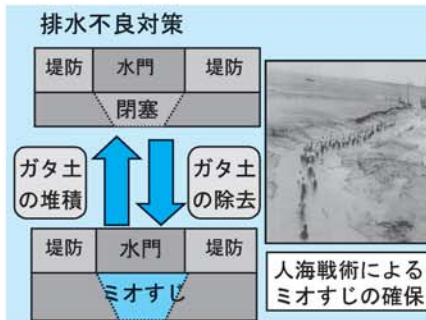 排水不良対策
堤防 水門 堤防
閉塞
ガタ土
の堆積
ガタ土
の除去
堤防 水門 堤防
ミオすじ
人海戦術による
ミオすじの確保